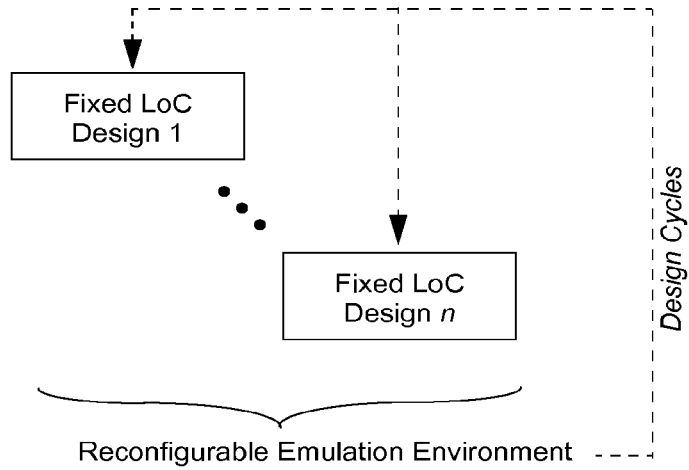 Fixed LoC
Design 1
Fixed LoC
Design n
Design Cycles
Reconfigurable Emulation Environment